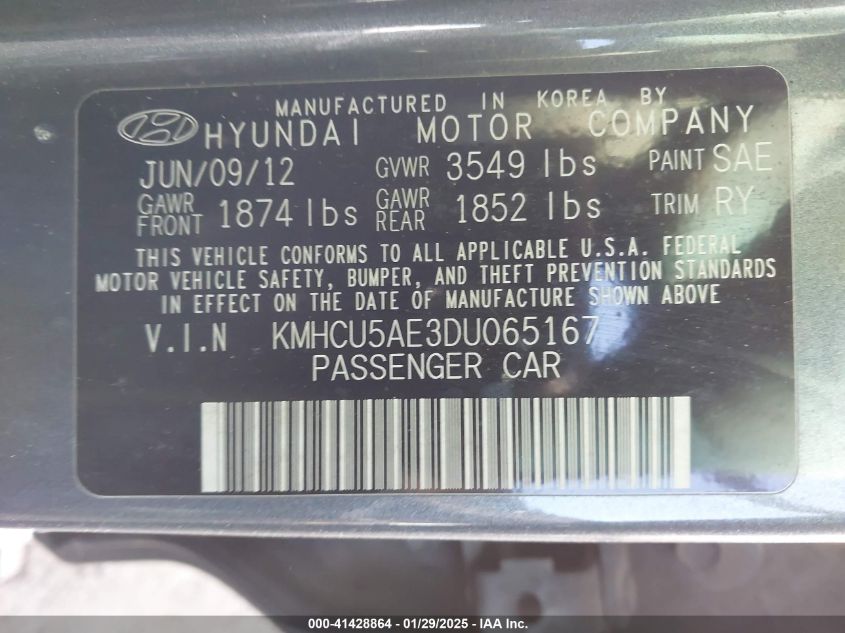 MANUFACTURED IN KOREA BY
HYUNDAI MOTOR COMPANY
JUN/09/12 GVWR 3549 lbs PAINT SAE
GAWR FRONT 1874 lbs GAWR REAR 1852 lbs TRIM RY
THIS VEHICLE CONFORMS TO ALL APPLICABLE U.S.A. FEDERAL
MOTOR VEHICLE SAFETY, BUMPER, AND THEFT PREVENTION STANDARDS
IN EFFECT ON THE DATE OF MANUFACTURE SHOWN ABOVE
V.I.N KMHCU5AE3DU065167
PASSENGER CAR
000-41428864 - 01/29/2025 - IAA Inc.